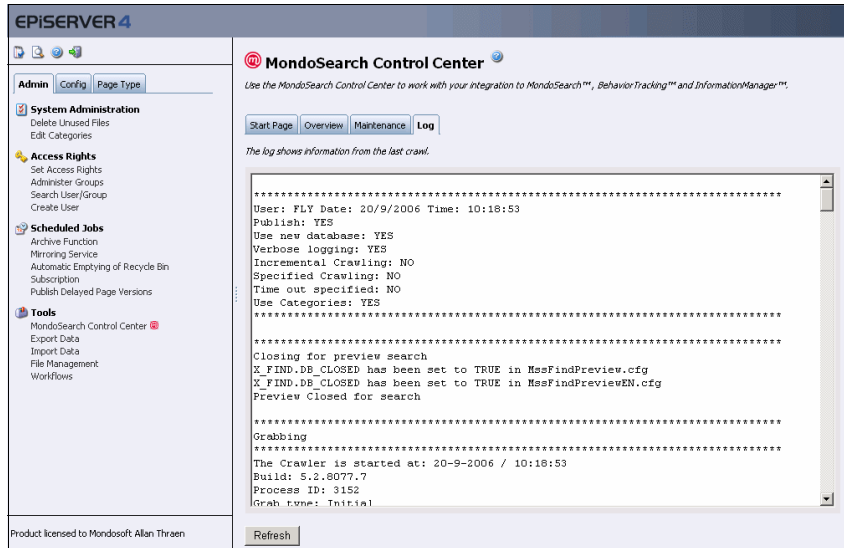 EPiSERVER 4
Admin Config Page Type
System Administration
Delete Unused Files
Edit Categories
Access Rights
Set Access Rights
Administer Groups
Search User/Group
Create User
Scheduled Jobs
Archive Function
Mirroring Service
Automatic Emptying of Recycle Bin
Subscription
Publish Delayed Page Versions
Tools
MondoSearch Control Center
Export Data
Import Data
File Management
Workflows
Product licensed to Mondosoft Allan Thraen
MondoSearch Control Center
Use the MondoSearch Control Center to work with your integration to MondoSearch™, BehaviorTracking™ and InformationManager™.
Start Page Overview Maintenance Log
The log shows information from the last crawl.
*******************************************************************************
User: FLY Date: 20/9/2006 Time: 10:18:53
Publish: YES
Use new database: YES
Verbose logging: YES
Incremental Crawling: NO
Specified Crawling: NO
Time out specified: NO
Use Categories: YES
*******************************************************************************
*******************************************************************************
Closing for preview search
X_FIND.DB_CLOSED has been set to TRUE in MssFindPreview.cfg
X_FIND.DB_CLOSED has been set to TRUE in MssFindPreviewEN.cfg
Preview Closed for search
*******************************************************************************
Grabbing
*******************************************************************************
The Crawler is started at: 20-9-2006 / 10:18:53
Build: 5.2.8077.7
Process ID: 3152
Grab type: Initial
Refresh